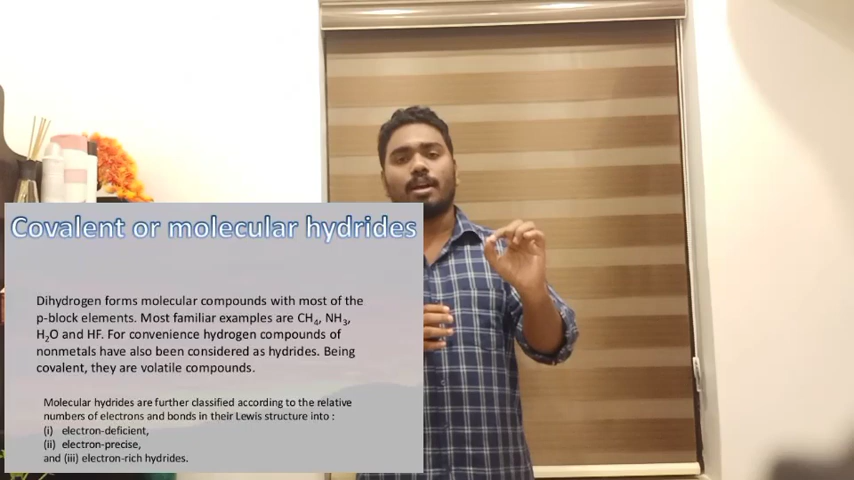 Covalent or molecular hydrides
Dihydrogen forms molecular compounds with most of the
p-block elements. Most familiar examples are CH₄, NH₃,
H₂O and HF. For convenience hydrogen compounds of
nonmetals have also been considered as hydrides. Being
covalent, they are volatile compounds.
Molecular hydrides are further classified according to the relative
numbers of electrons and bonds in their Lewis structure into :
(i) electron-deficient,
(ii) electron-precise,
and (iii) electron-rich hydrides.